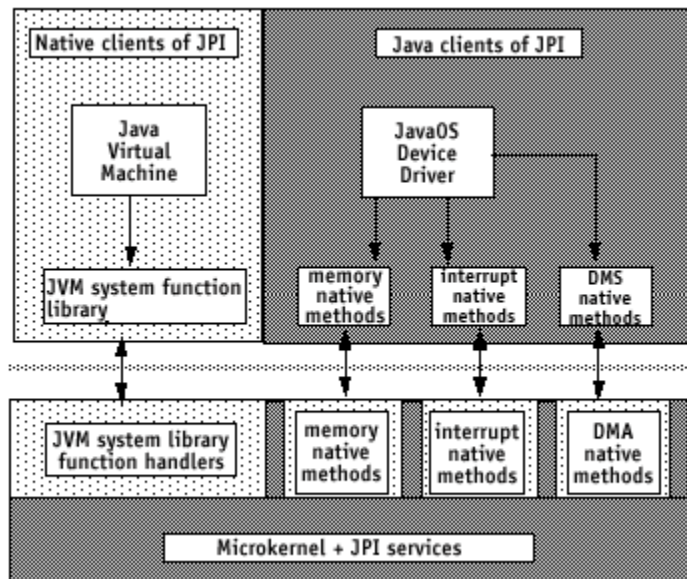 Native clients of JPI
Java clients of JPI
Java
Virtual
Machine
JavaOS
Device
Driver
JVM system function
library
memory
native
methods
interrupt
native
methods
DMS
native
methods
JVM system library
function handlers
memory
native
methods
interrupt
native
methods
DMA
native
methods
Microkernel + JPI services